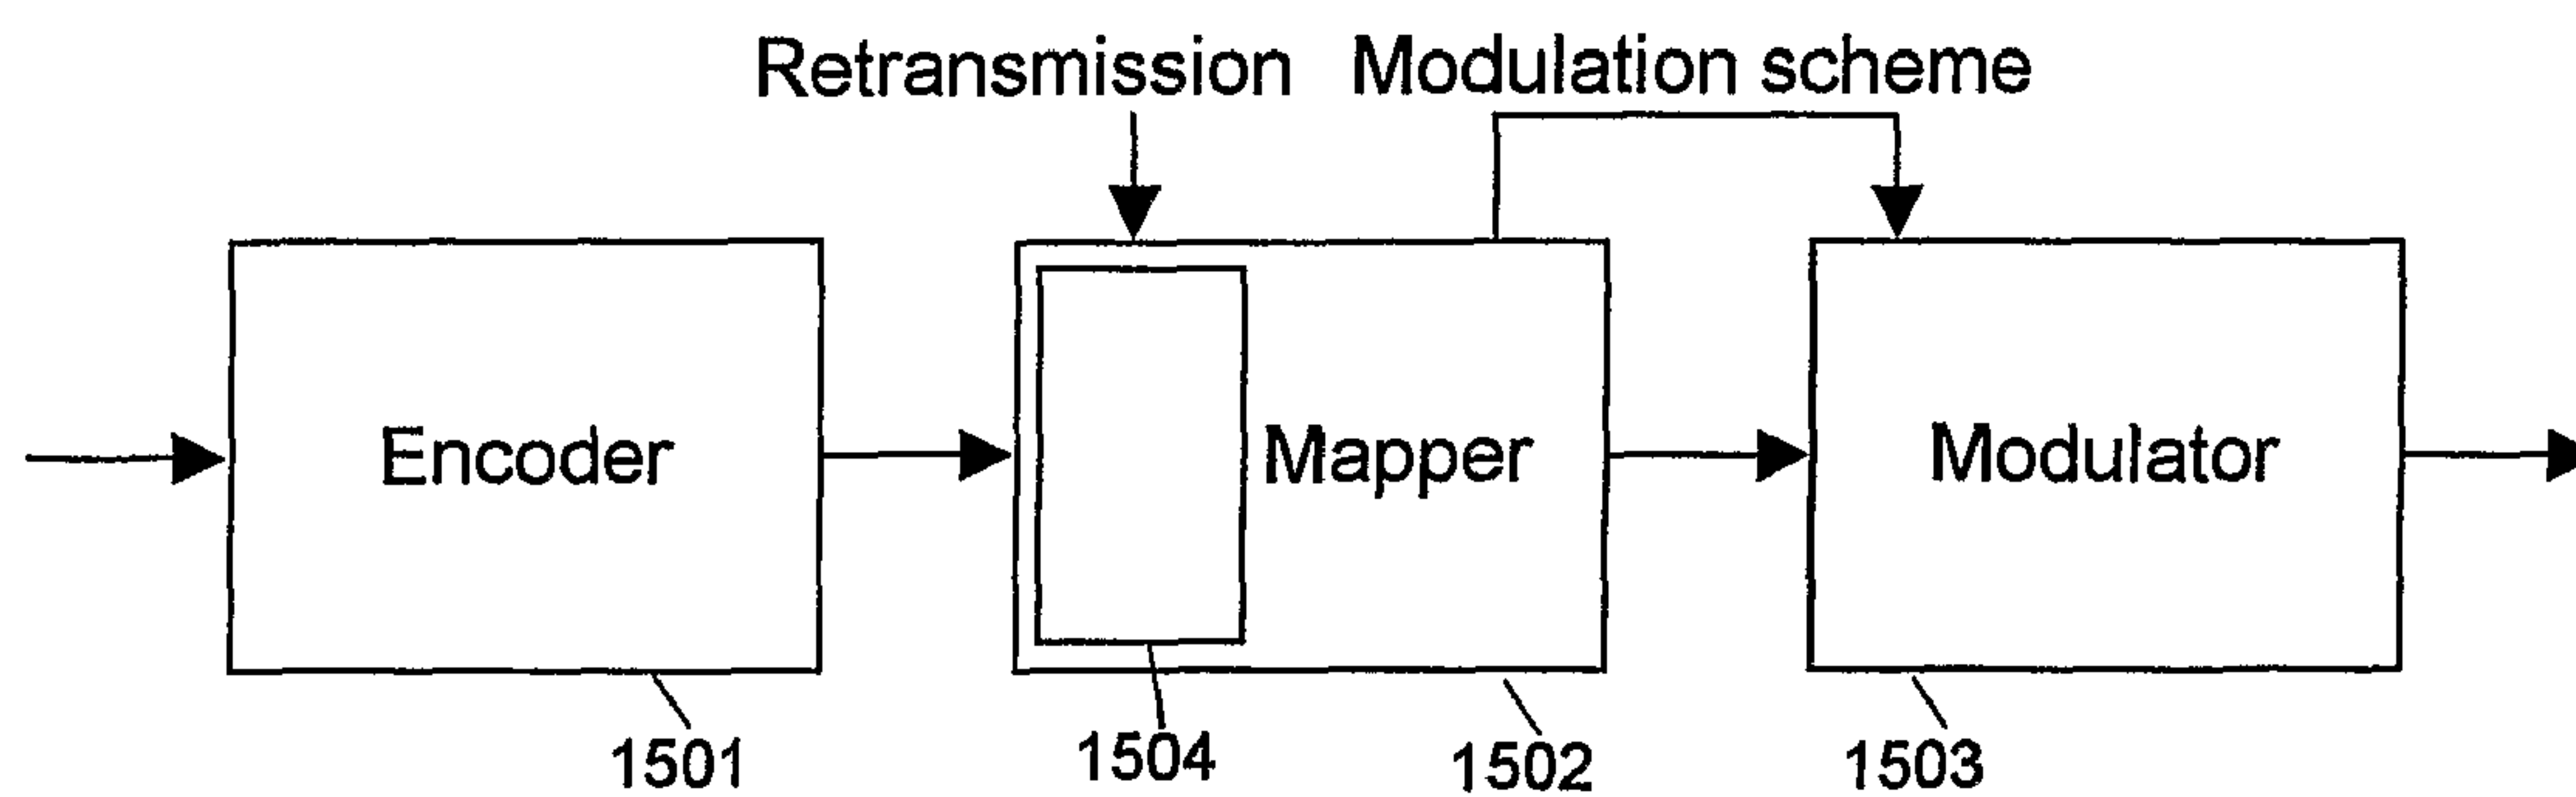 Retransmission Modulation scheme
Encoder
Mapper
Modulator
1501
1504
1502
1503